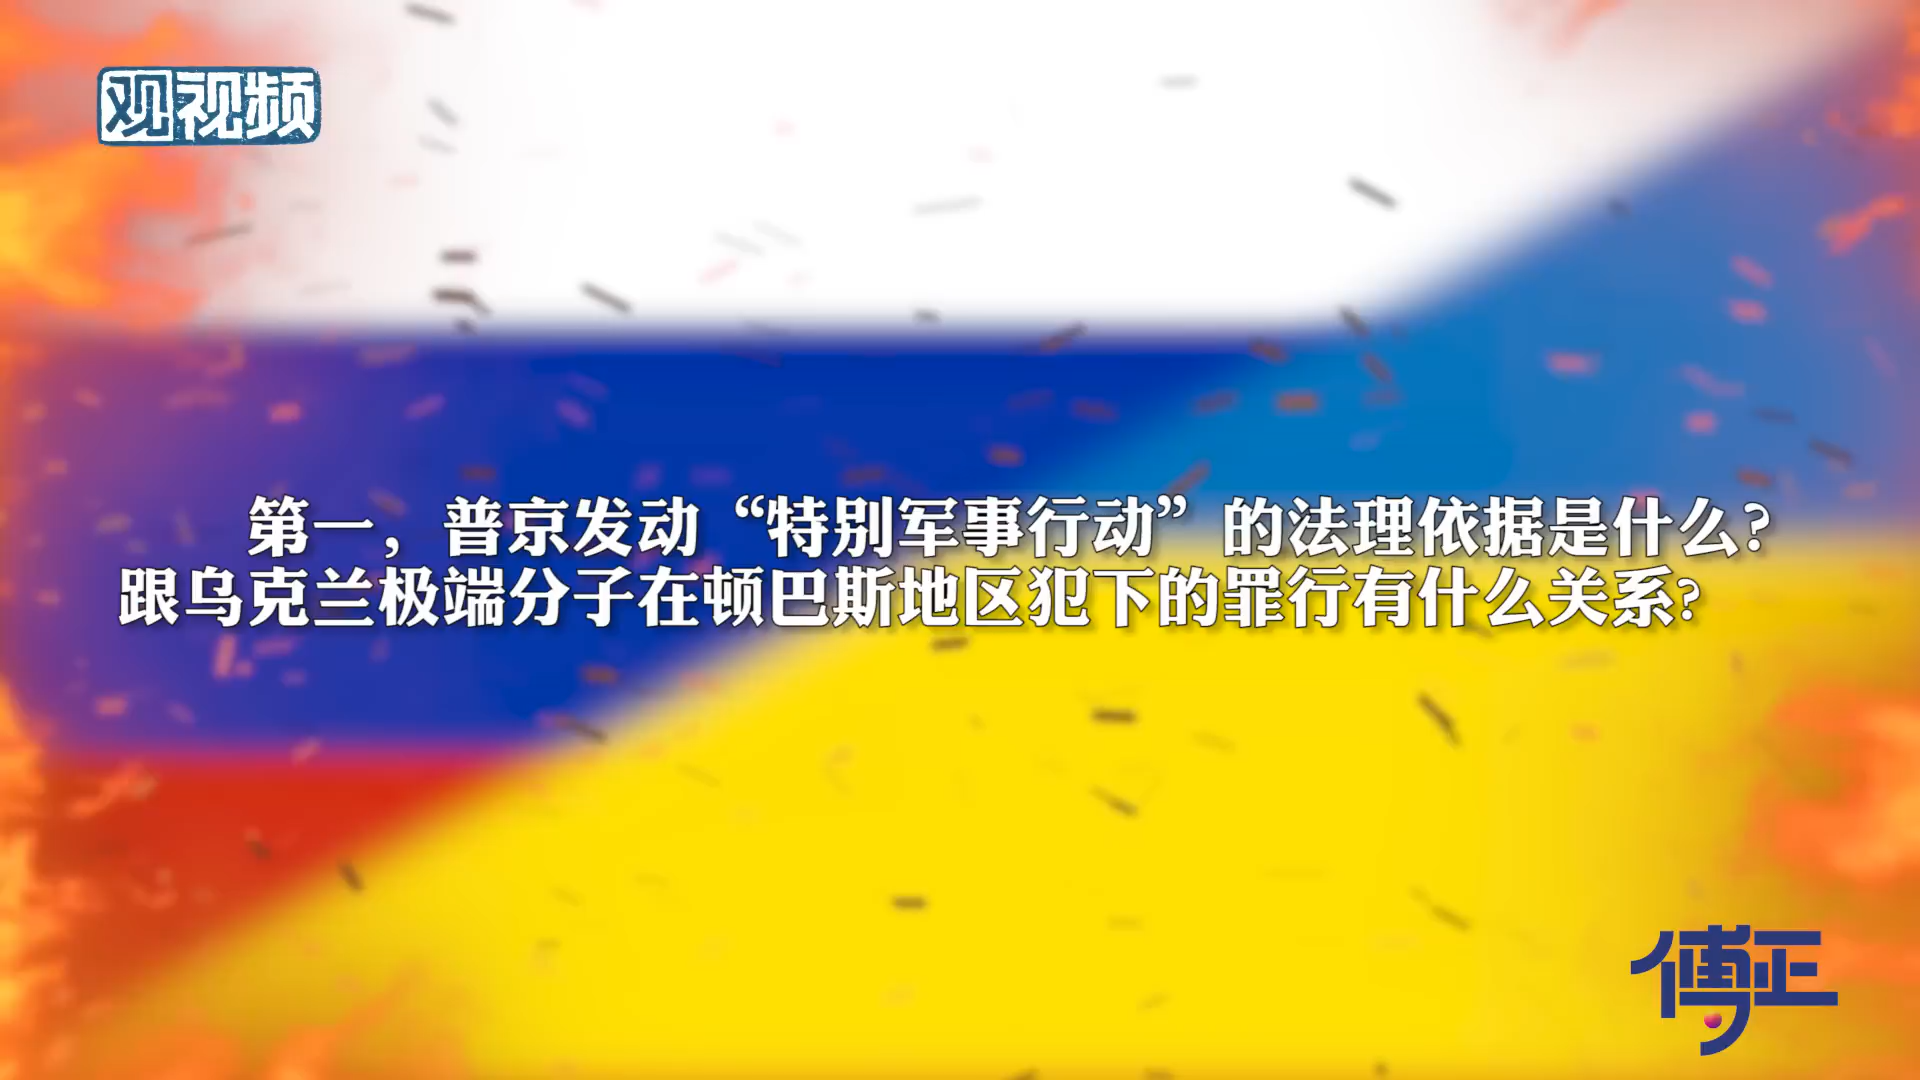 观视频
第一，普京发动“特别军事行动”的法理依据是什么?
跟乌克兰极端分子在顿巴斯地区犯下的罪行有什么关系?
傅正